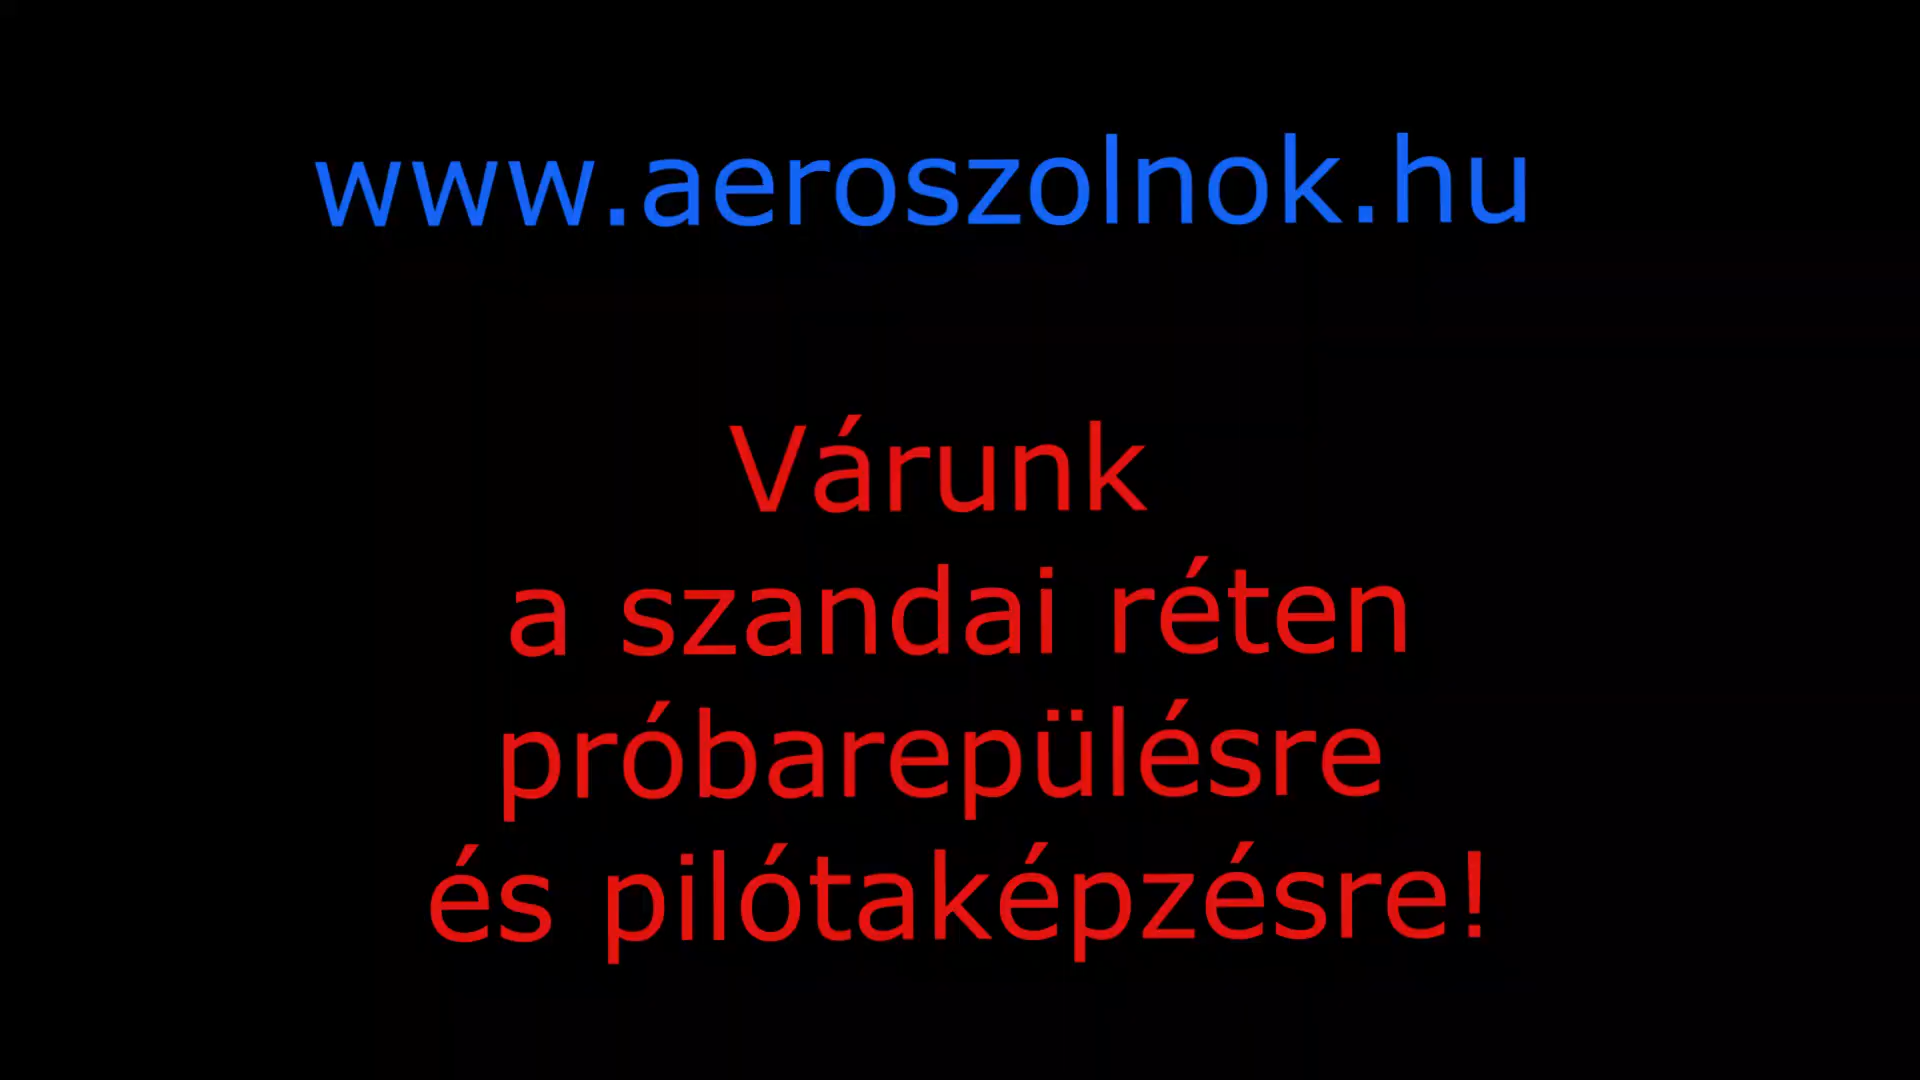 www.aeroszolnok.hu
Várunk
a szandai réten
próbarepülésre
és pilótaképzésre!